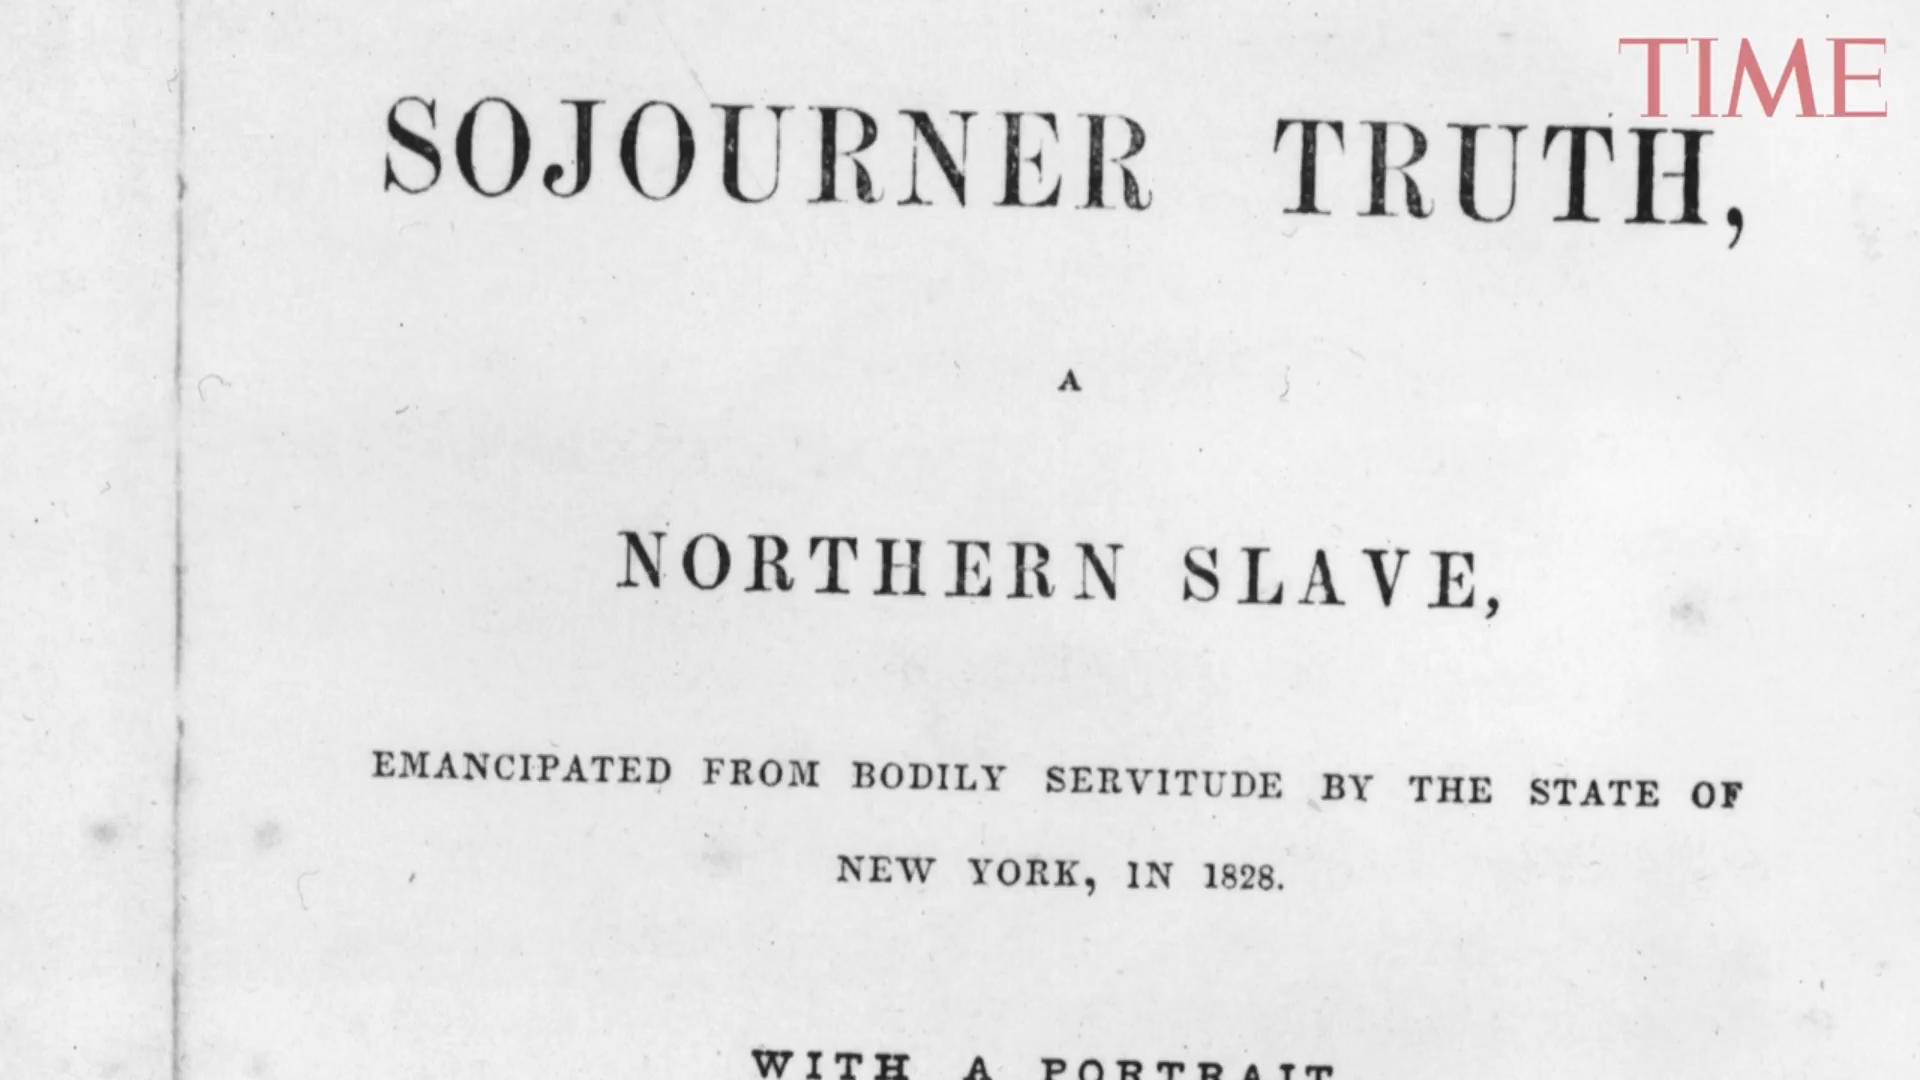 TIME
SOJOURNER TRUTH,
A
NORTHERN SLAVE,
EMANCIPATED FROM BODILY SERVITUDE BY THE STATE OF
NEW YORK, IN 1828.
WITH A PORTRAIT